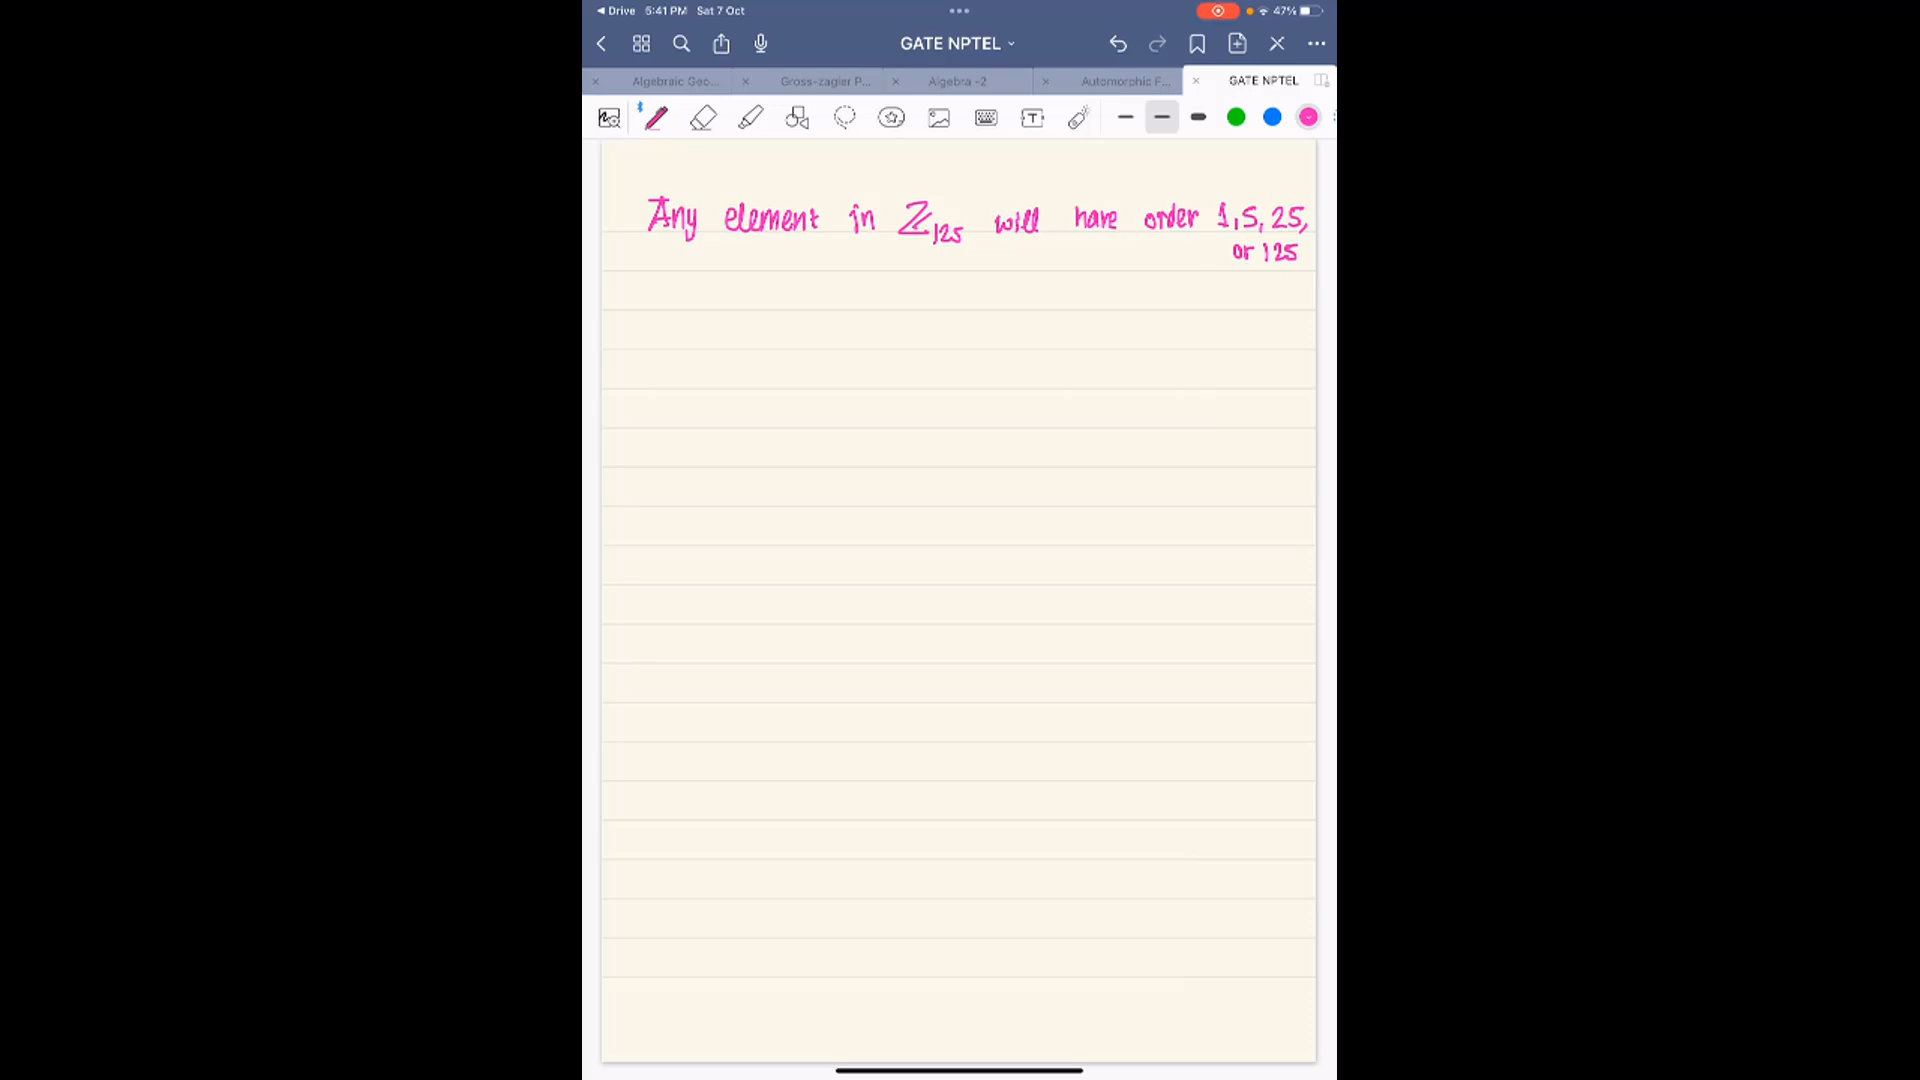 Drive 5:41 PM Sat 7 Oct 47%
GATE NPTEL
Algebraic Geo... Gross-zagier P... Algebra -2 Automorphic F... GATE NPTEL
Any element in ℤ₁₂₅ will have order 1, 5, 25,
or 125